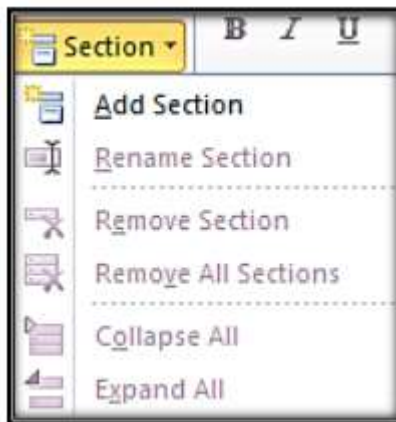 Section B I U
Add Section
Rename Section
Remove Section
Remove All Sections
Collapse All
Expand All